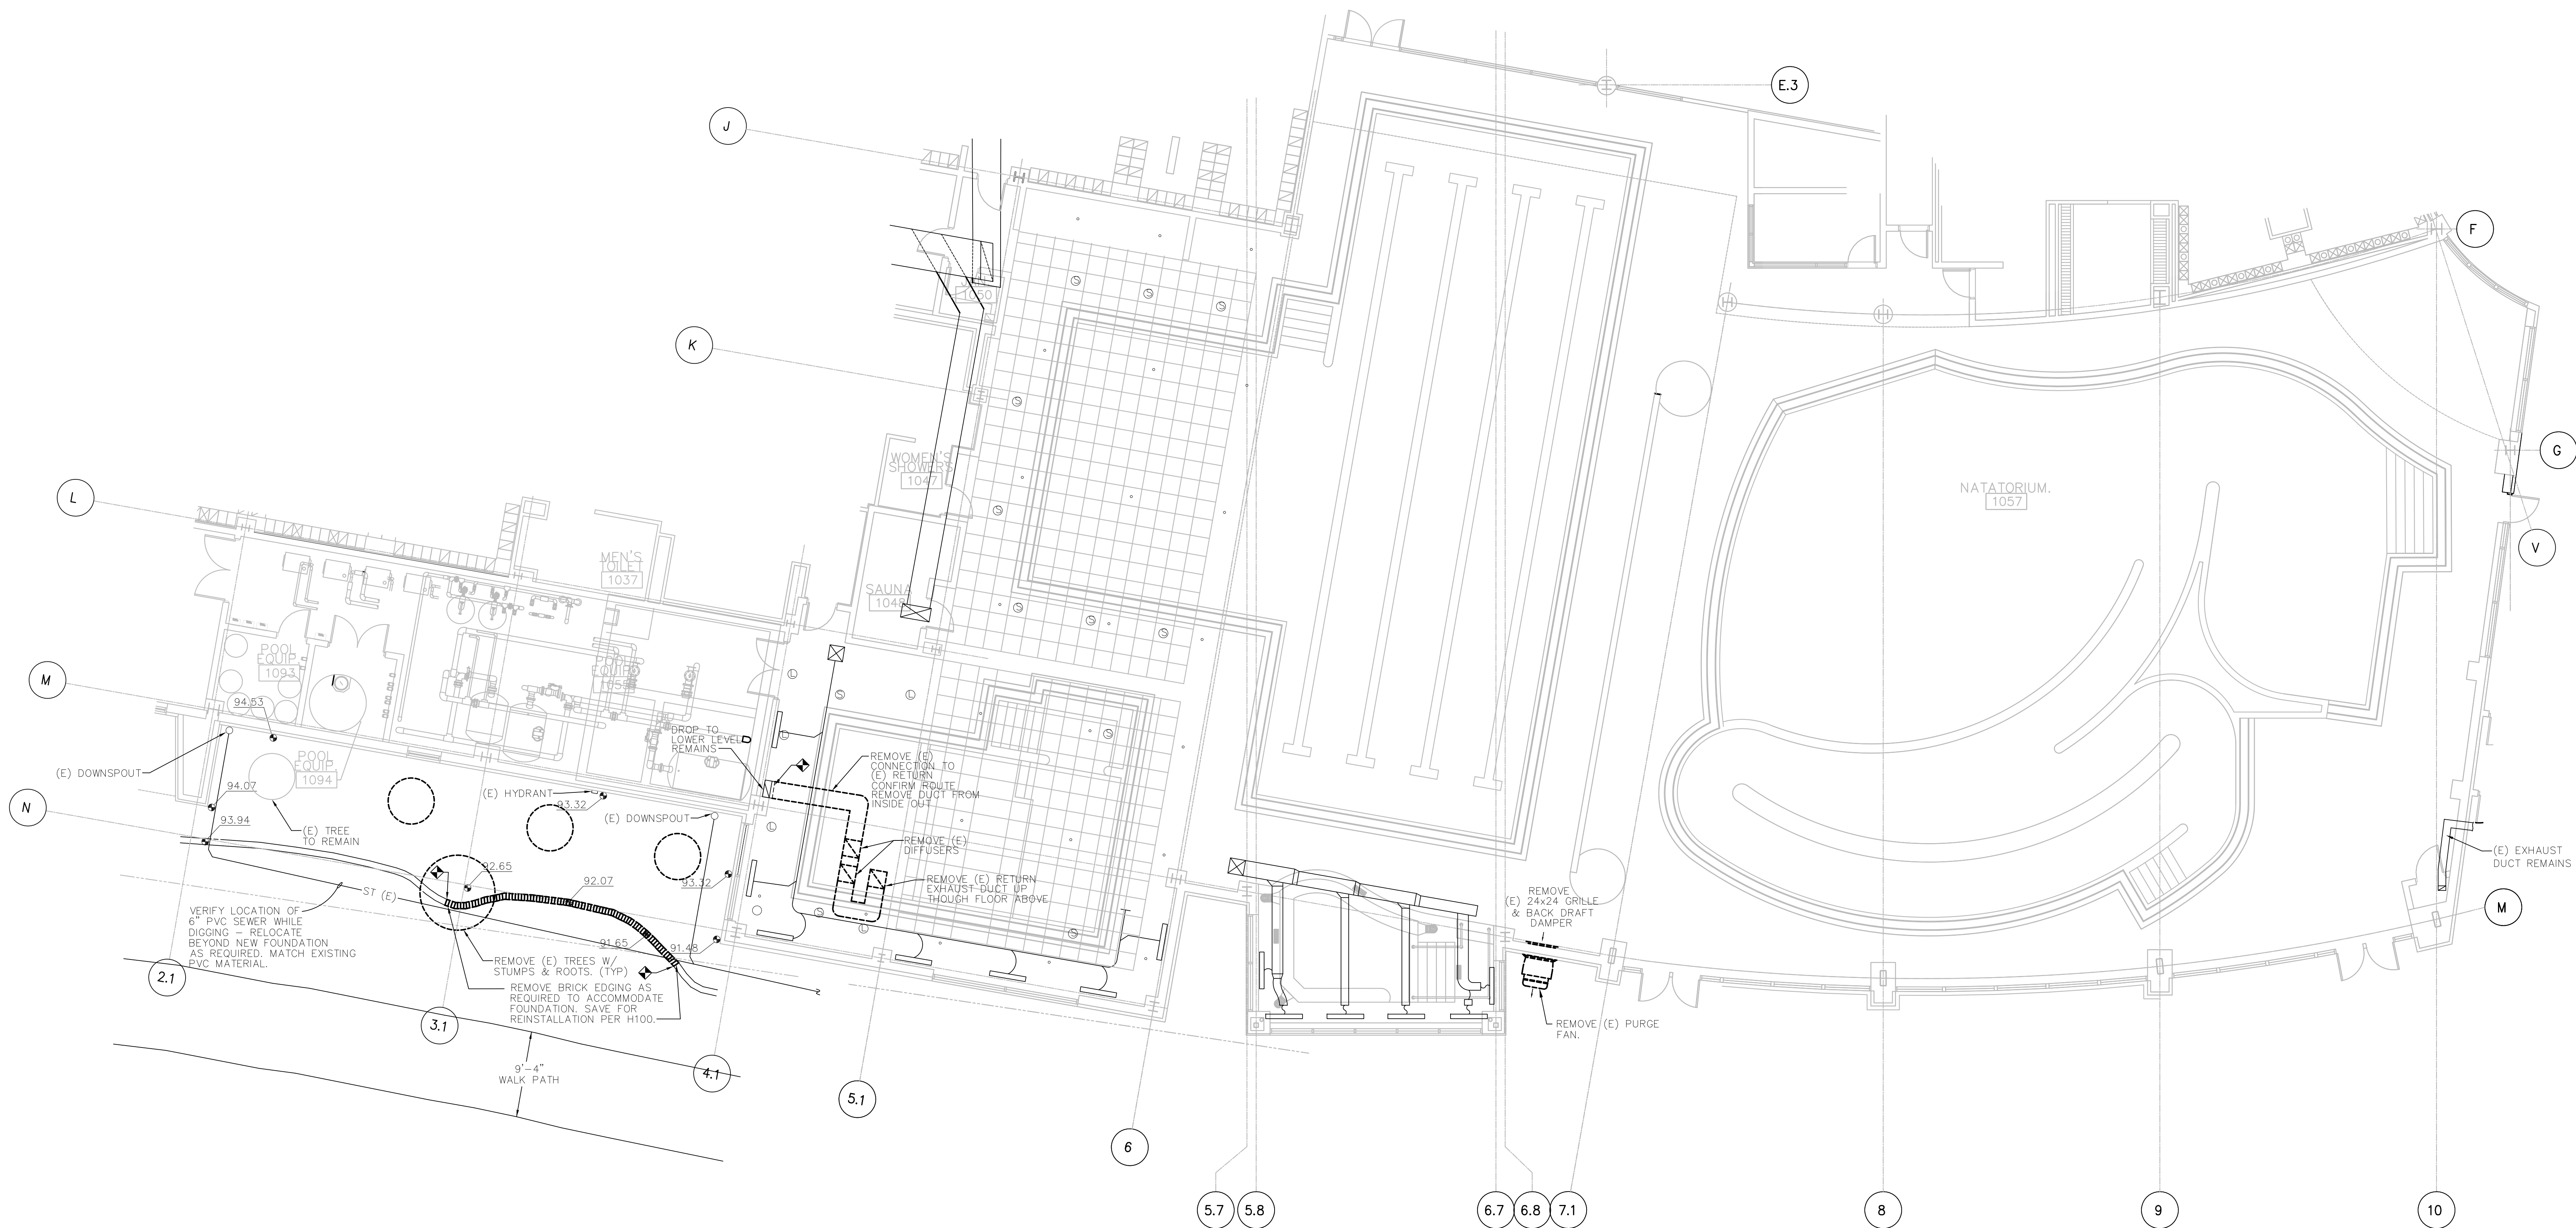 E.3
J
F
K
G
V
L
M
N
1050
WOMEN'S
SHOWERS
1047
NATATORIUM.
1057
MEN'S
TOILET
1037
SAUNA
1048
POOL
EQUIP.
1093
POOL
EQUIP.
94.53
POOL
EQUIP.
1094
(E) DOWNSPOUT
94.07
93.94
(E) TREE
TO REMAIN
(E) HYDRANT
93.32
(E) DOWNSPOUT
93.32
92.65
92.07
91.65
91.48
ST (E)
DROP TO
LOWER LEVEL
REMAINS
REMOVE (E)
CONNECTION TO
(E) RETURN
CONFIRM ROUTE
REMOVE DUCT FROM
INSIDE OUT
REMOVE (E)
DIFFUSERS
REMOVE (E) RETURN
EXHAUST DUCT UP
THOUGH FLOOR ABOVE
VERIFY LOCATION OF
6" PVC SEWER WHILE
DIGGING – RELOCATE
BEYOND NEW FOUNDATION
AS REQUIRED. MATCH EXISTING
PVC MATERIAL.
REMOVE (E) TREES W/
STUMPS & ROOTS. (TYP)
REMOVE BRICK EDGING AS
REQUIRED TO ACCOMMODATE
FOUNDATION. SAVE FOR
REINSTALLATION PER H100.
9'-4"
WALK PATH
REMOVE
(E) 24x24 GRILLE
& BACK DRAFT
DAMPER
REMOVE (E) PURGE
FAN.
(E) EXHAUST
DUCT REMAINS
M
2.1
3.1
4.1
5.1
6
5.7
5.8
6.7
6.8
7.1
8
9
10